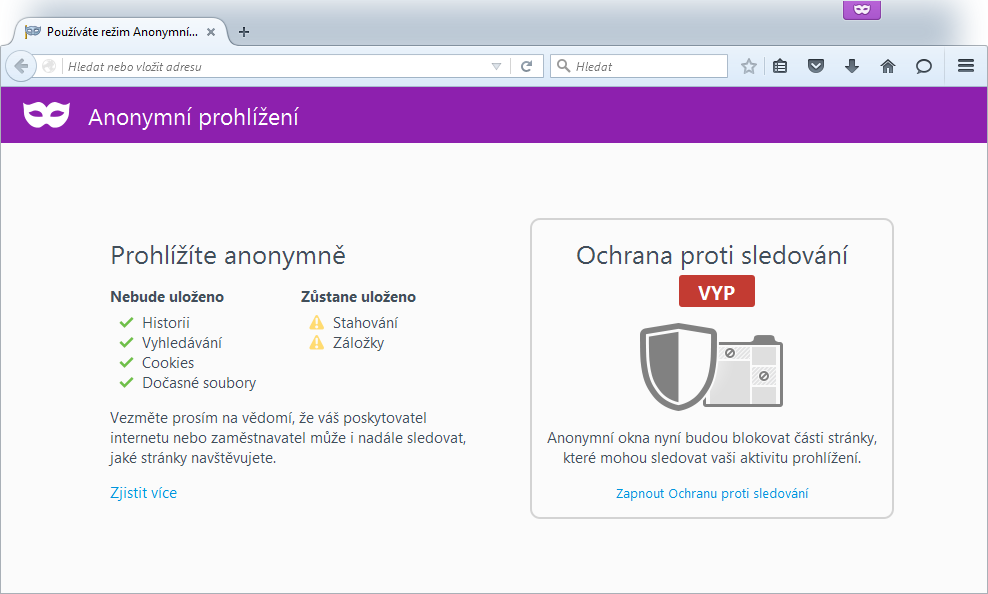 Používáte režim Anonymní...
Hledat nebo vložit adresu
Hledat
Anonymní prohlížení
Prohlížíte anonymně
Nebude uloženo
Historii
Vyhledávání
Cookies
Dočasné soubory
Zůstane uloženo
Stahování
Záložky
Vezměte prosím na vědomí, že váš poskytovatel
internetu nebo zaměstnavatel může i nadále sledovat,
jaké stránky navštěvujete.
Zjistit více
Ochrana proti sledování
VYP
Anonymní okna nyní budou blokovat části stránky,
které mohou sledovat vaši aktivitu prohlížení.
Zapnout Ochranu proti sledování